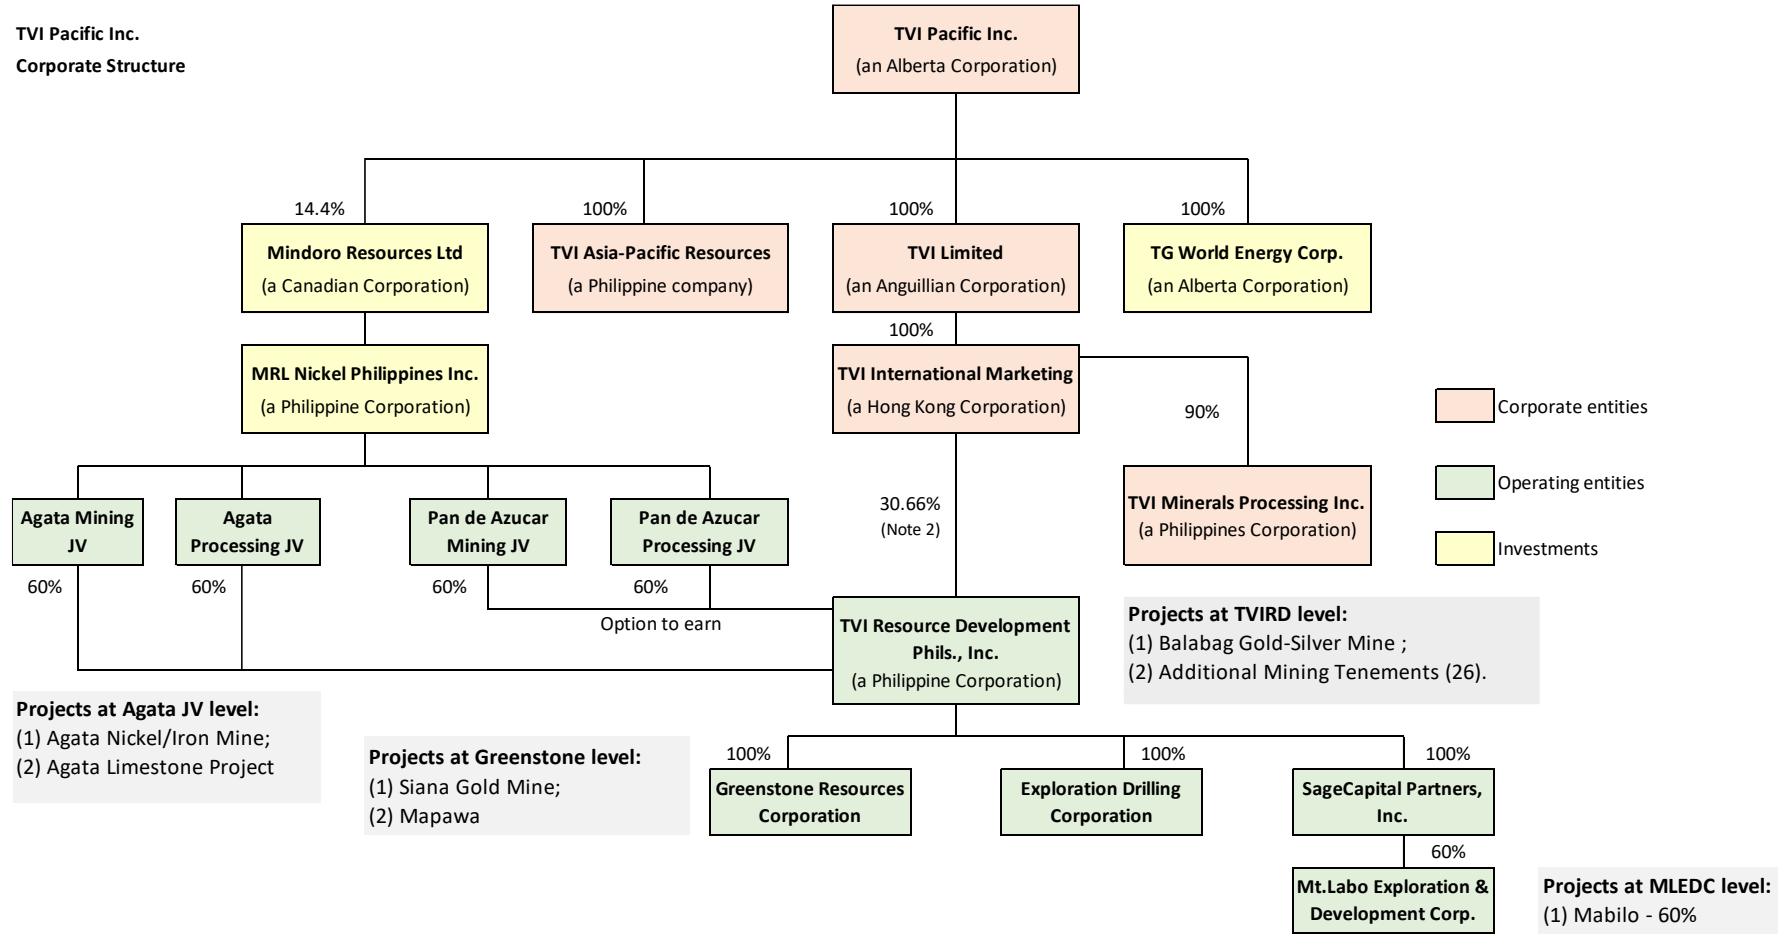 TVI Pacific Inc.
Corporate Structure
TVI Pacific Inc.
(an Alberta Corporation)
14.4%
100%
100%
100%
Mindoro Resources Ltd
(a Canadian Corporation)
TVI Asia-Pacific Resources
(a Philippine company)
TVI Limited
(an Anguillian Corporation)
TG World Energy Corp.
(an Alberta Corporation)
100%
MRL Nickel Philippines Inc.
(a Philippine Corporation)
TVI International Marketing
(a Hong Kong Corporation)
90%
Corporate entities
Operating entities
Investments
Agata Mining
JV
Agata
Processing JV
Pan de Azucar
Mining JV
Pan de Azucar
Processing JV
30.66%
(Note 2)
TVI Minerals Processing Inc.
(a Philippines Corporation)
60%
60%
60%
60%
Option to earn
TVI Resource Development
Phils., Inc.
(a Philippine Corporation)
Projects at TVIRD level:
(1) Balabag Gold-Silver Mine ;
(2) Additional Mining Tenements (26).
Projects at Agata JV level:
(1) Agata Nickel/Iron Mine;
(2) Agata Limestone Project
Projects at Greenstone level:
(1) Siana Gold Mine;
(2) Mapawa
100%
100%
100%
Greenstone Resources
Corporation
Exploration Drilling
Corporation
SageCapital Partners,
Inc.
60%
Mt.Labo Exploration &
Development Corp.
Projects at MLEDC level:
(1) Mabilo - 60%